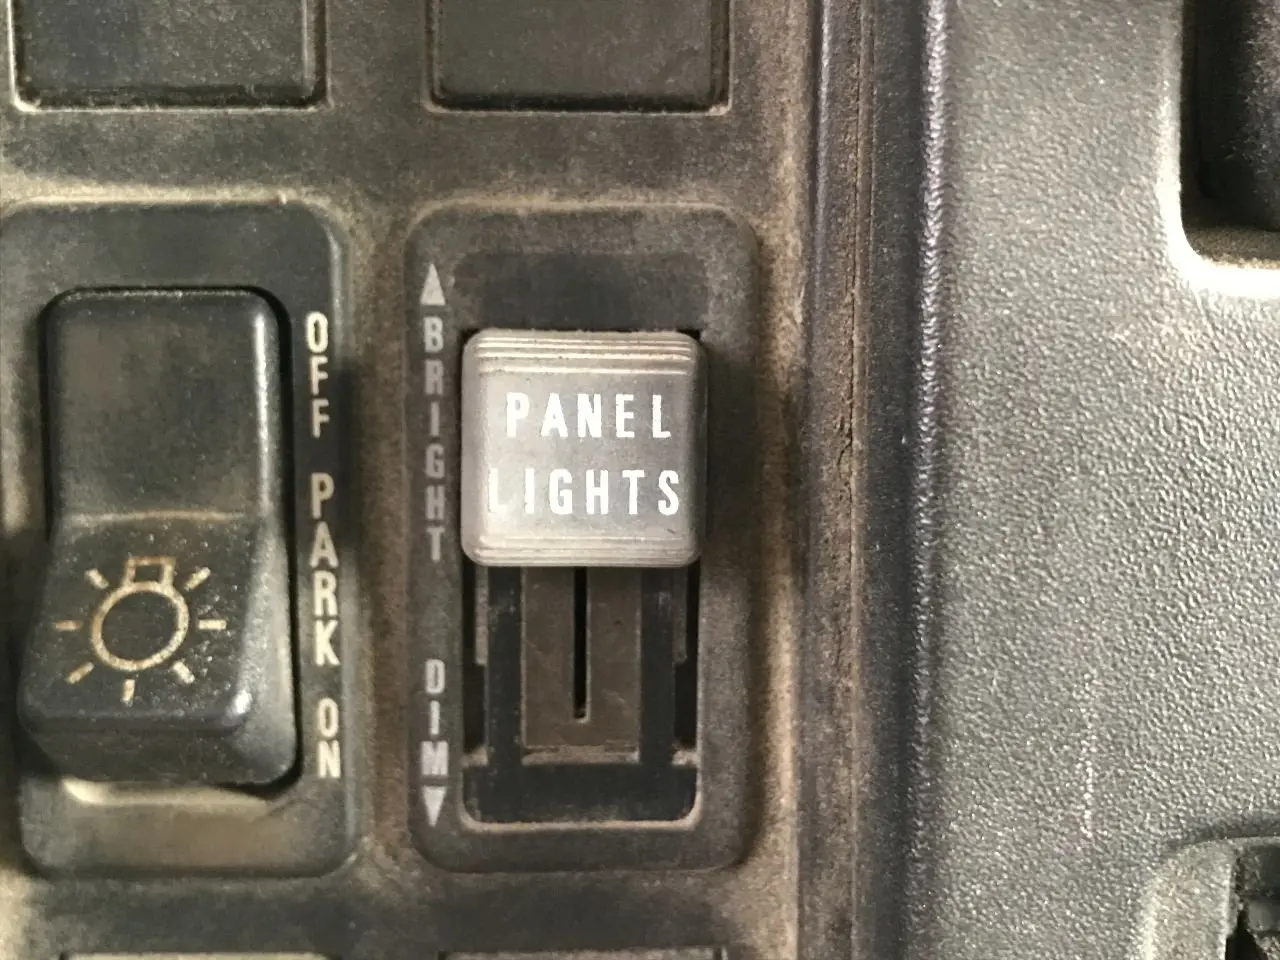 OFF PARK ON
BRIGHT DIM
PANEL
LIGHTS